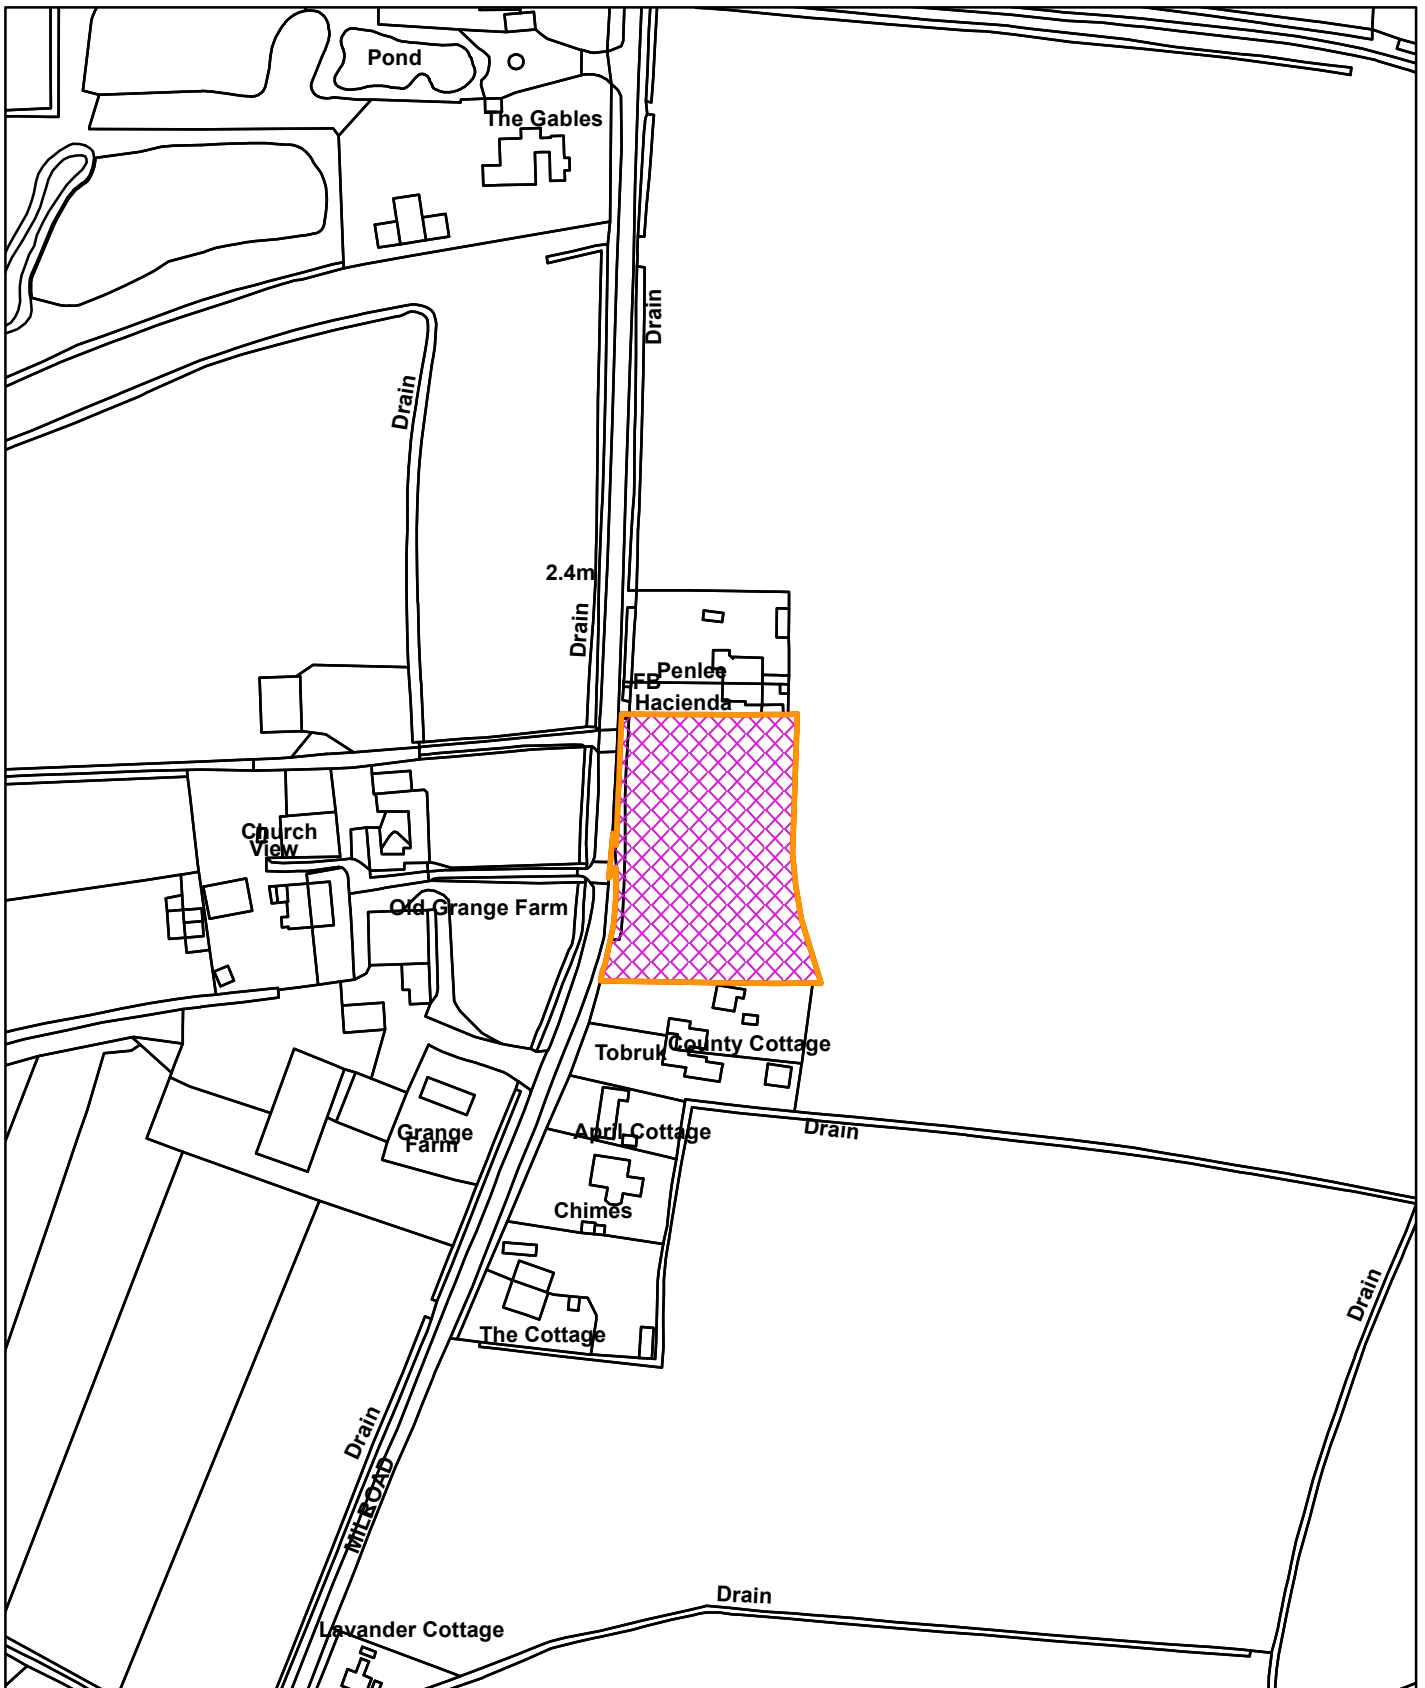 Pond
The Gables
Drain
Drain
2.4m
Drain
Penlee
FB
Hacienda
Church
View
Old Grange Farm
County Cottage
Tobruk
April Cottage
Drain
Grange
Farm
Chimes
Drain
The Cottage
Drain
MILL ROAD
Drain
Lavander Cottage